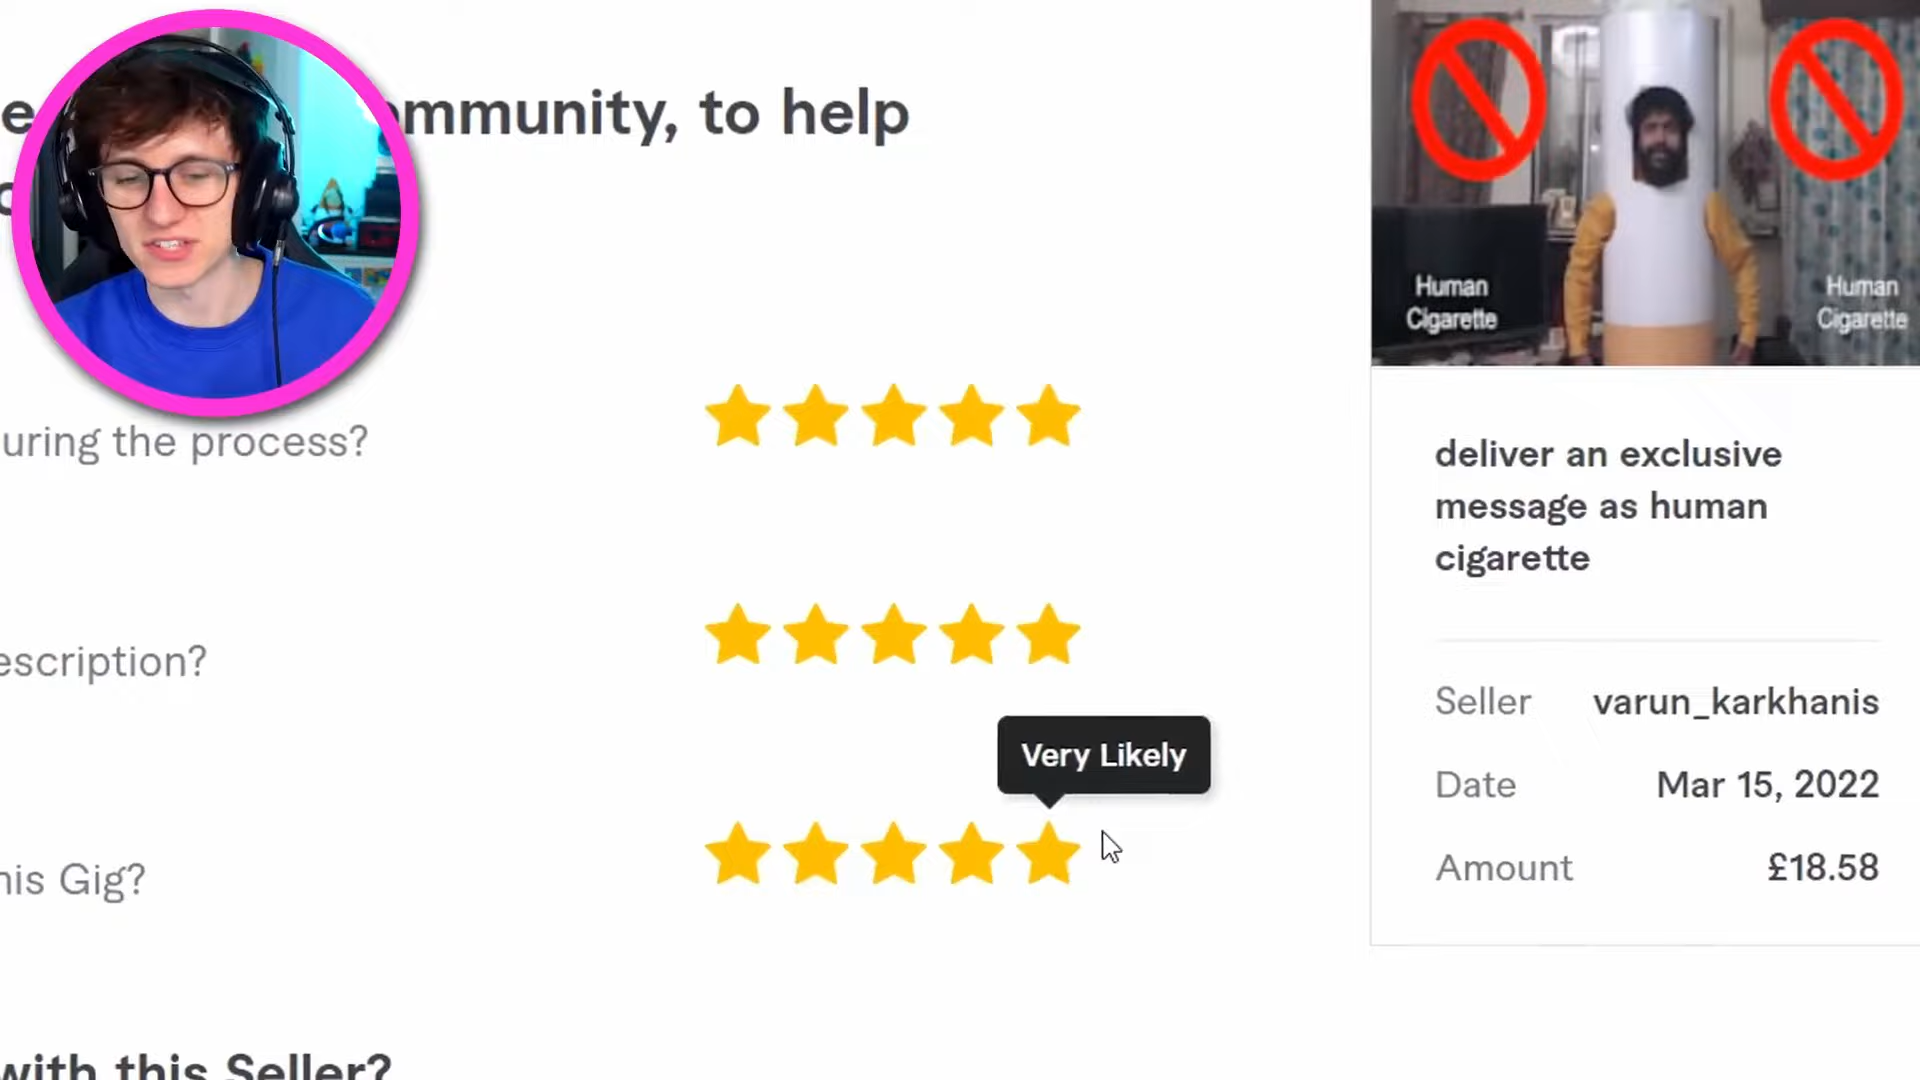 ommunity, to help
Human
Cigarette
Human
Cigarette
uring the process?
deliver an exclusive
message as human
cigarette
escription?
Seller varun_karkhanis
Very Likely
Date Mar 15, 2022
his Gig?
Amount £18.58
with this Seller?